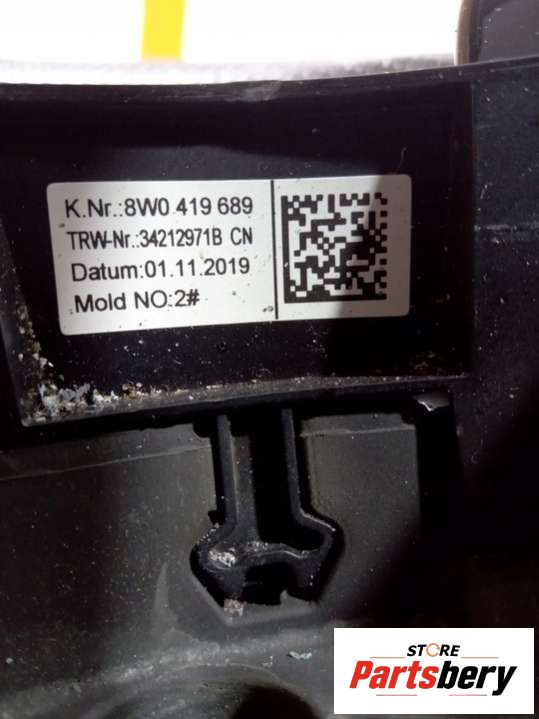 K.Nr.:8W0.419 689
TRW-Nr.:34212971B CN
Datum:01.11.2019
Mold NO:2#
STORE
Partsbery